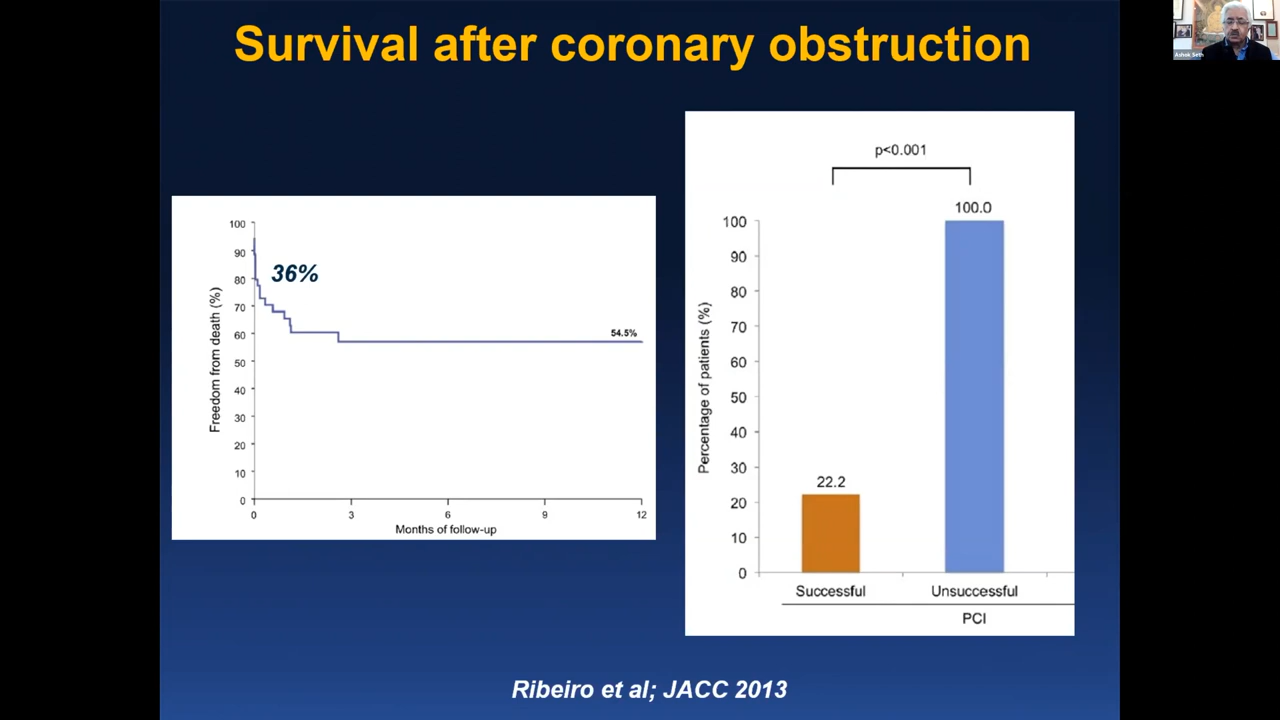 Survival after coronary obstruction
Ashok Seth
100
90
80
70
60
50
40
30
20
10
0
Freedom from death (%)
36%
54.5%
0 3 6 9 12
Months of follow-up
p<0.001
100
90
80
70
60
50
40
30
20
10
0
Percentage of patients (%)
22.2
100.0
Successful Unsuccessful
PCI
Ribeiro et al; JACC 2013